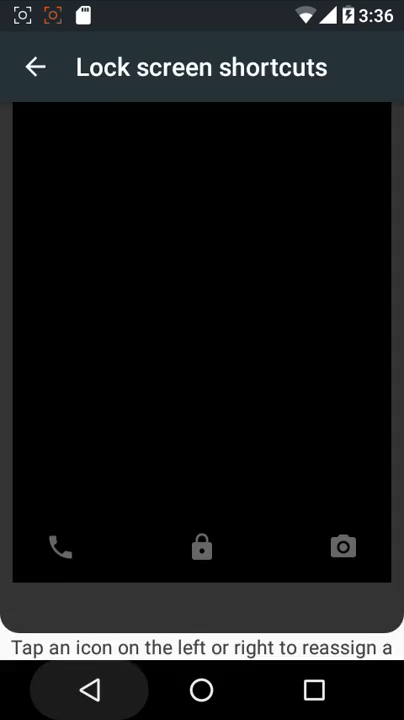 3:36
Lock screen shortcuts
Tap an icon on the left or right to reassign a